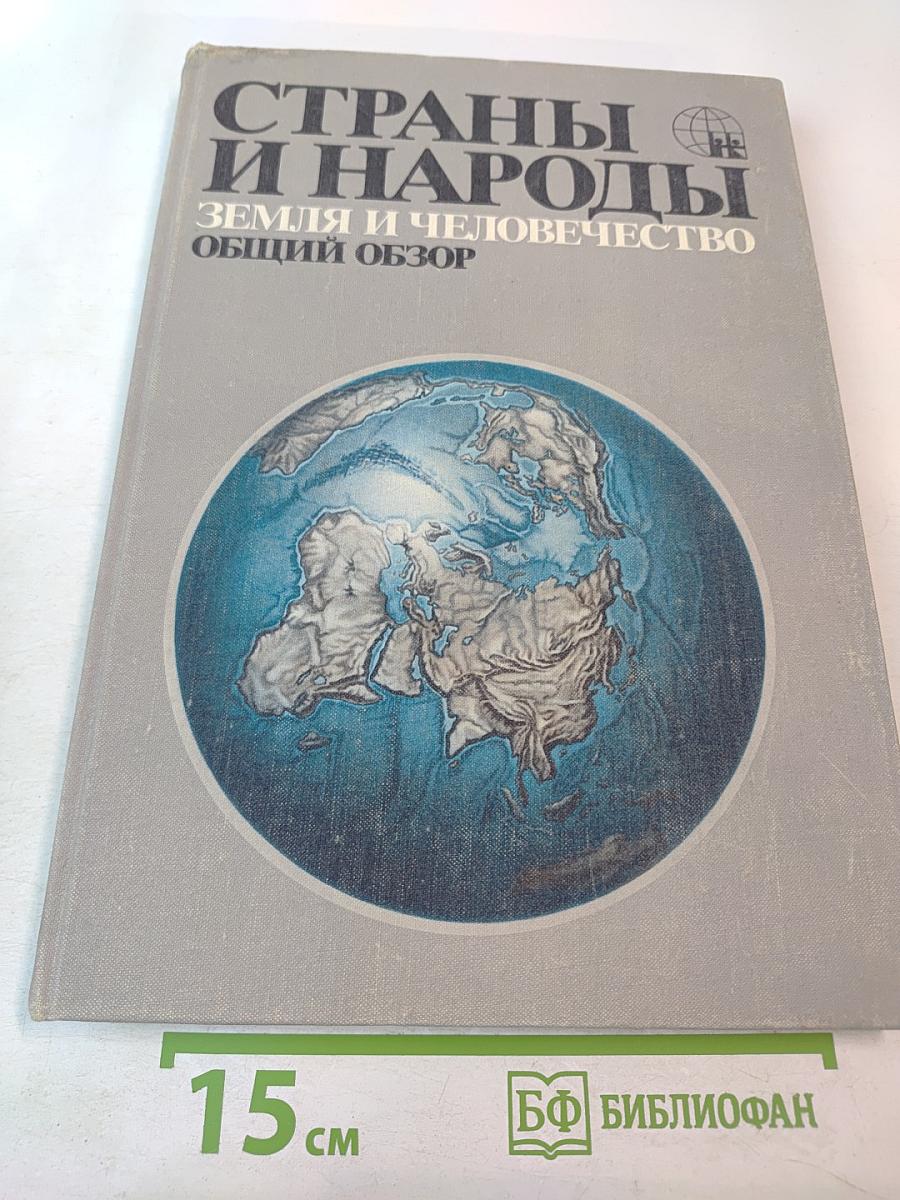 СТРАНЫ
И НАРОДЫ
ЗЕМЛЯ И ЧЕЛОВЕЧЕСТВО
ОБЩИЙ ОБЗОР
15 см
БФ БИБЛИОФАН